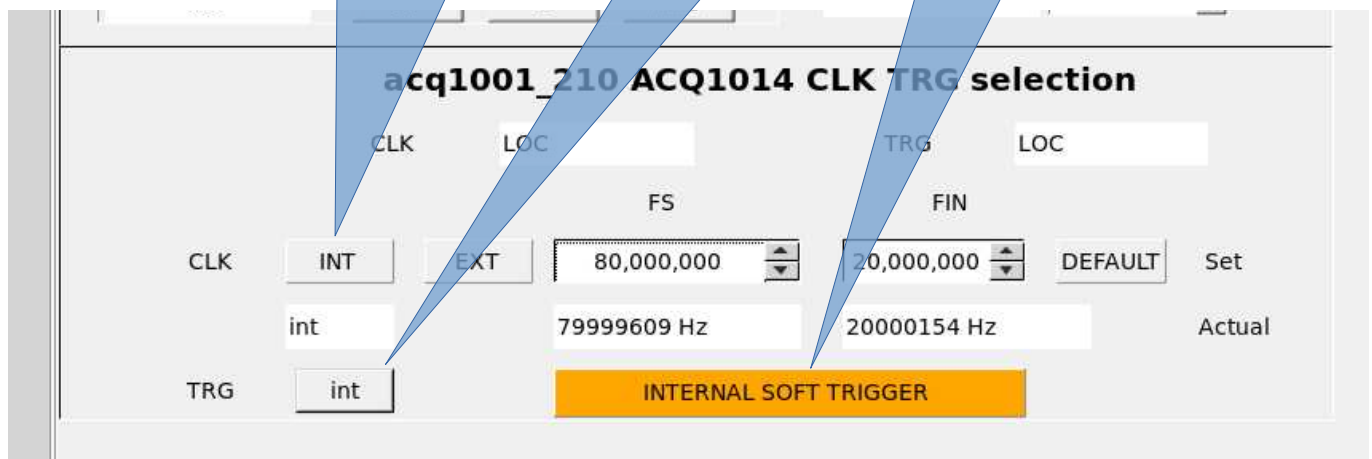 acq1001_210 ACQ1014 CLK TRG selection
CLK LOC TRG LOC
FS FIN
CLK INT EXT 80,000,000 20,000,000 DEFAULT Set
int 79999609 Hz 20000154 Hz Actual
TRG int INTERNAL SOFT TRIGGER